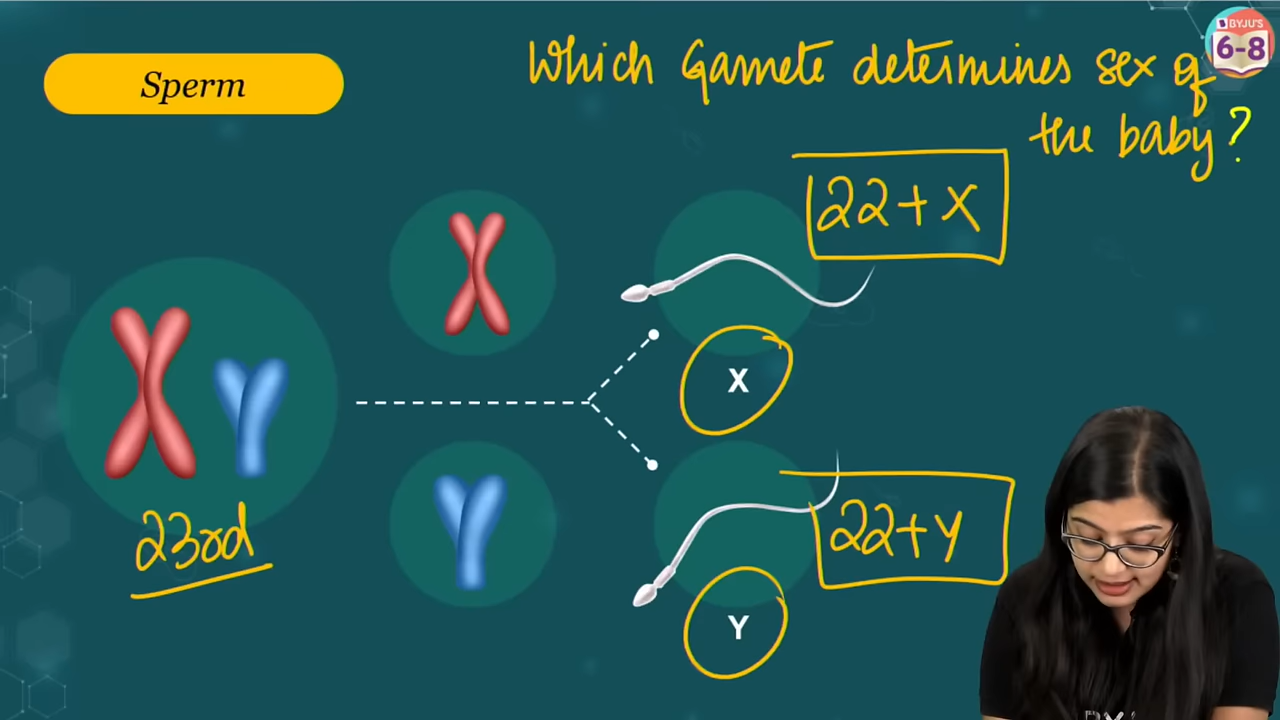 Sperm
Which Gamete determines sex of
the baby?
BYJU'S
6-8
22+X
X
23rd
22+Y
Y